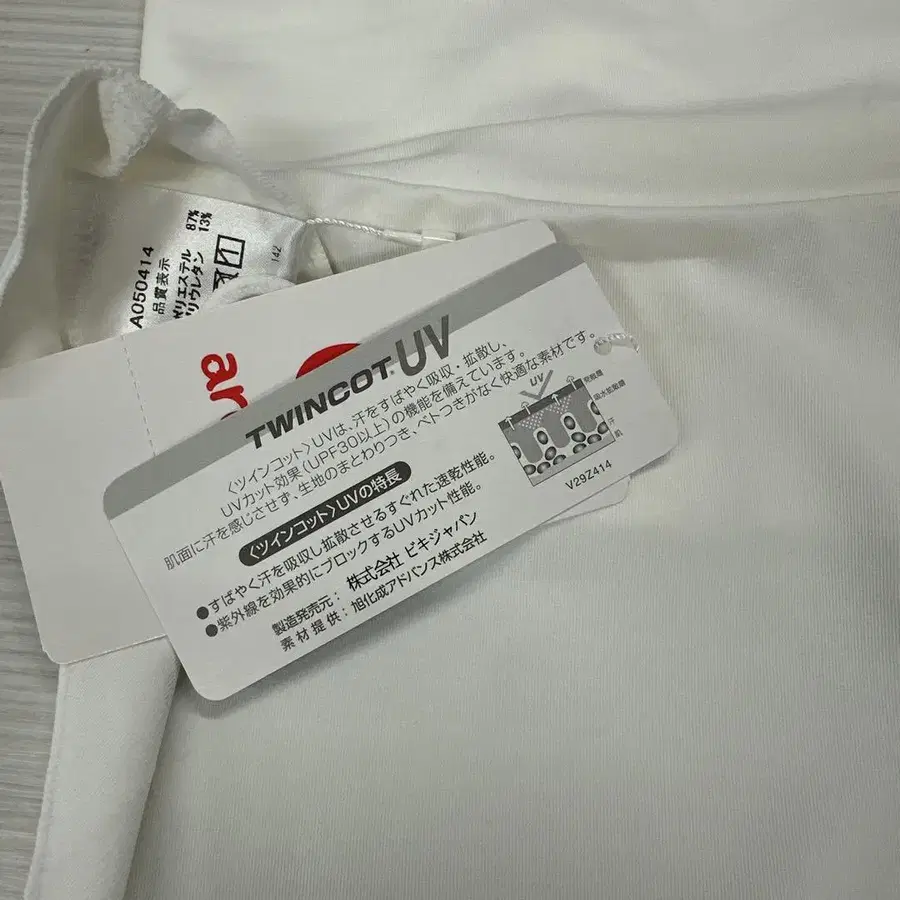 A050414
品質表示
ポリエステル 87%
ポリウレタン 13%
142
ar
TWINCOT®UV
〈ツインコット〉UVは、汗をすばやく吸収・拡散し、
UVカット効果(UPF30以上)の機能を備えています。
肌面に汗を感じさせず、生地のまとわりつき、ベトつきがなく快適な素材です。
〈ツインコット〉UVの特長
●すばやく汗を吸収し拡散させるすぐれた速乾性能。
●紫外線を効果的にブロックするUVカット性能。
製造発売元: 株式会社 ビキジャパン
素材提供: 旭化成アドバンス株式会社
UV
汗
肌
V29Z414